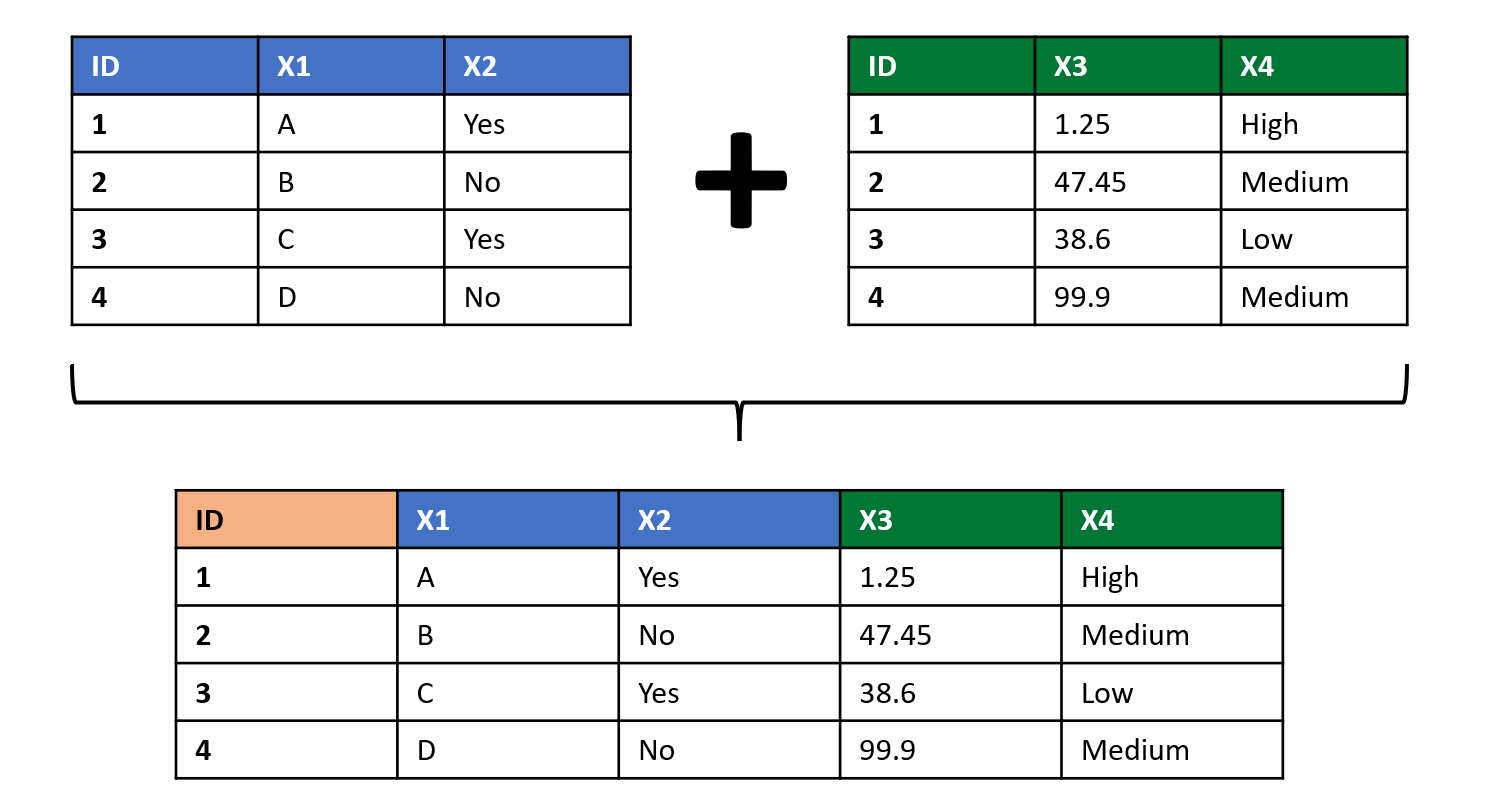 ID X1 X2
1 A Yes
2 B No
3 C Yes
4 D No
ID X3 X4
1 1.25 High
2 47.45 Medium
3 38.6 Low
4 99.9 Medium
ID X1 X2 X3 X4
1 A Yes 1.25 High
2 B No 47.45 Medium
3 C Yes 38.6 Low
4 D No 99.9 Medium